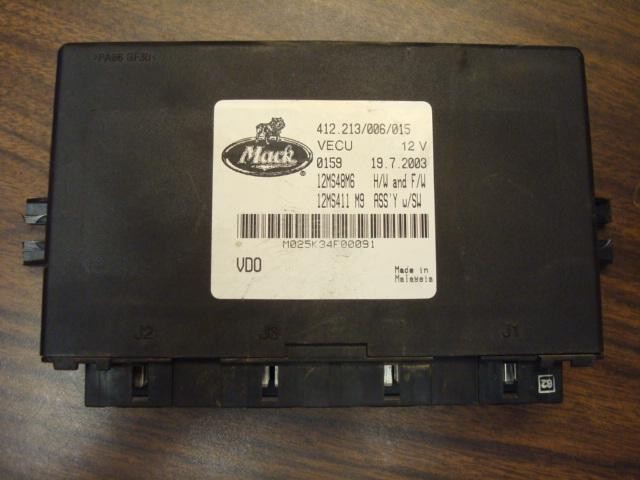 >PA66 GF30<
Mack ®
412.213/006/015
VECU 12 V
0159 19.7.2003
12MS48M6 H/W and F/W
12MS411 M9 ASS'Y w/SW
M025K34F00091
VDO
Made in
Malaysia
J2 J3 J1
62